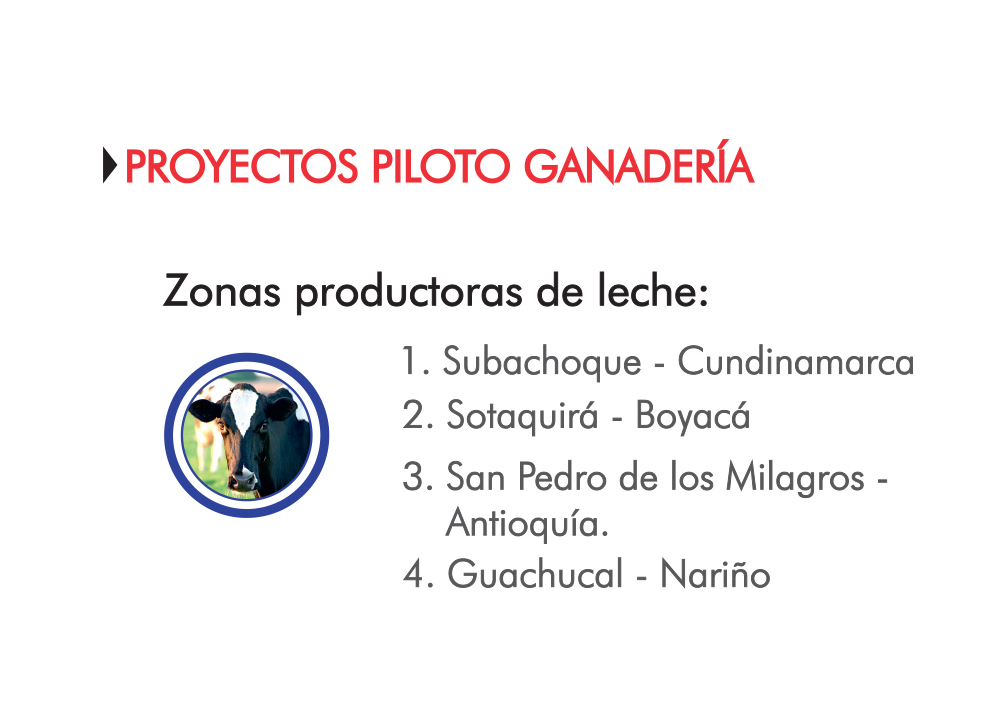 PROYECTOS PILOTO GANADERÍA
Zonas productoras de leche:
1. Subachoque - Cundinamarca
2. Sotaquirá - Boyacá
3. San Pedro de los Milagros -
Antioquía.
4. Guachucal - Nariño